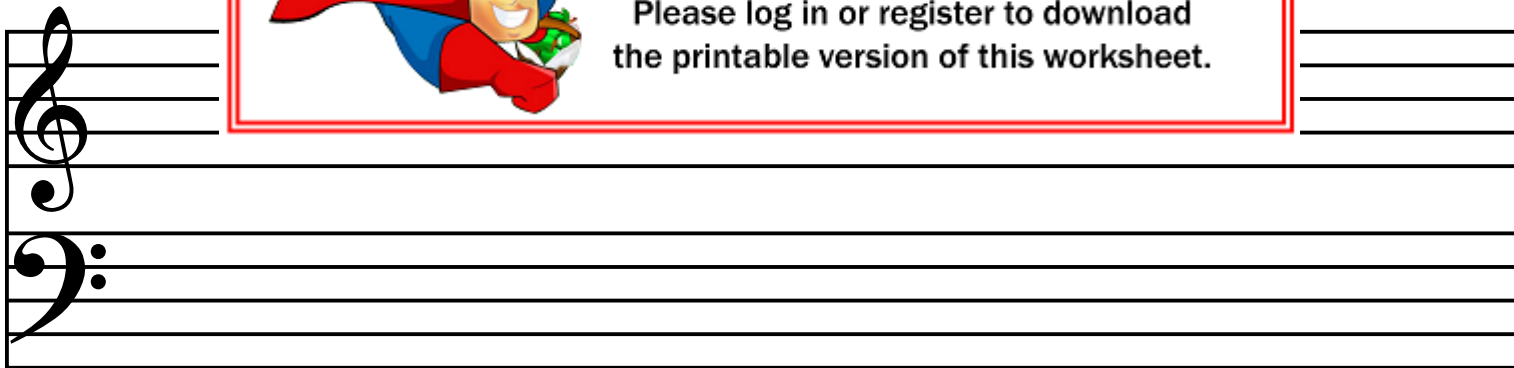 Please log in or register to download
the printable version of this worksheet.